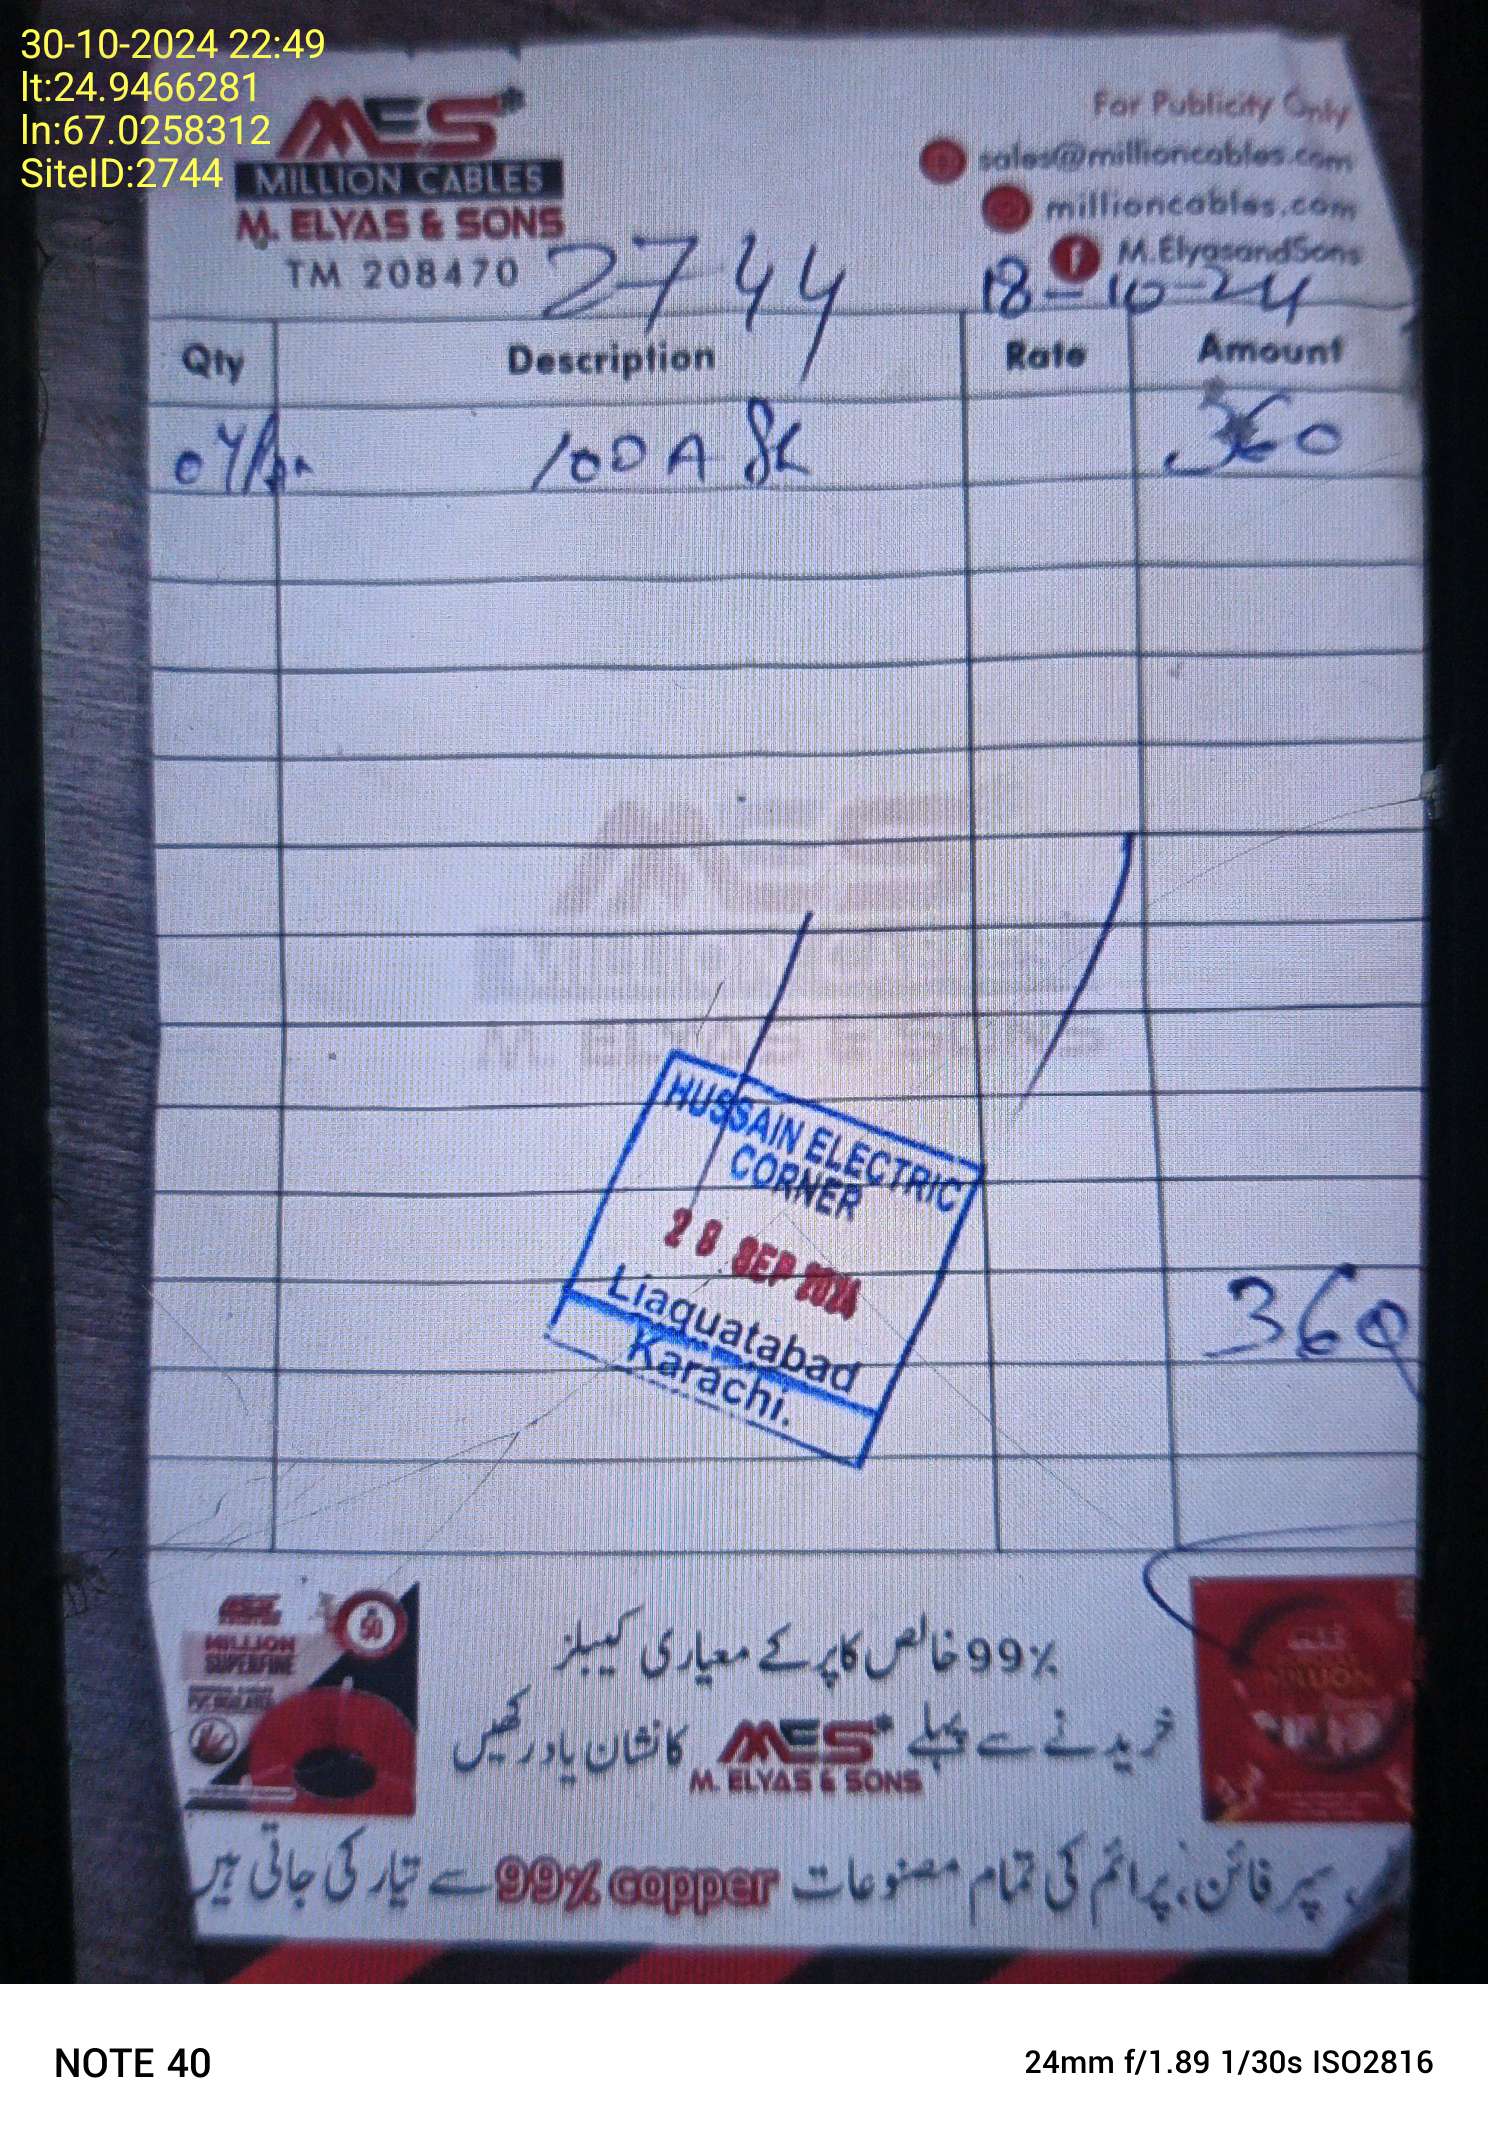 30-10-2024 22:49
lt:24.9466281
ln:67.0258312
SiteID:2744
MES
MILLION CABLES
M. ELYAS & SONS
TM 208470
For Publicity Only
sales@millioncables.com
millioncables.com
M.ElyasandSons
2744
18-10-24
Qty Description Rate Amount
100 A 360
HUSSAIN ELECTRIC
CORNER
28 SEP 2024
Liaquatabad
Karachi.
360
MILLION
SUPERFINE
50
99% خالص کاپر کے معیاری کیبلز
خریدنے سے پہلے MES کا نشان یاد رکھیں
M. ELYAS & SONS
سپر فائن، پرائم کی تمام مصنوعات 99% copper سے تیار کی جاتی ہیں
NOTE 40
24mm f/1.89 1/30s ISO2816